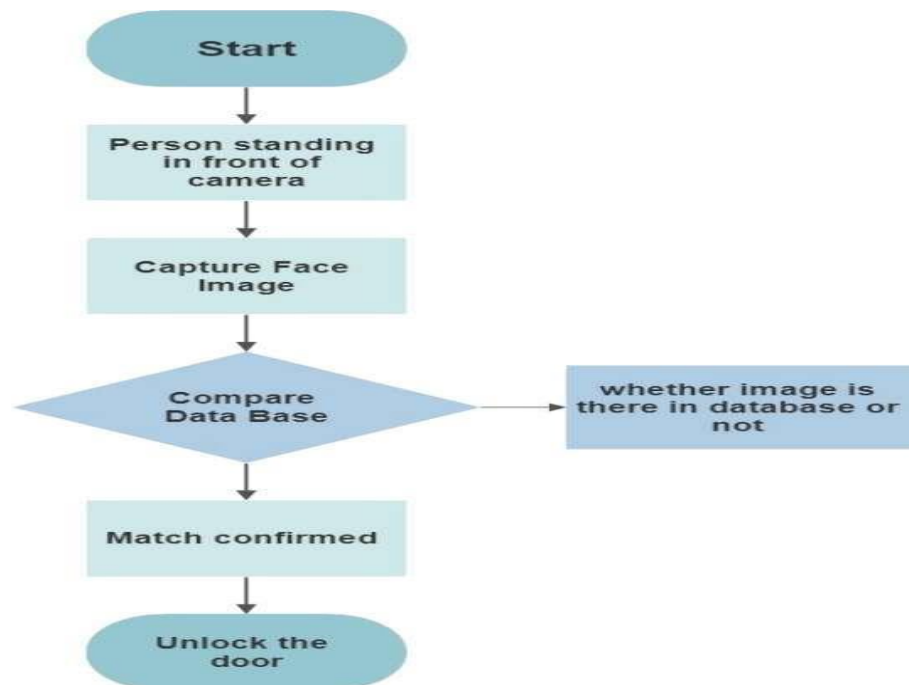 Start
Person standing
in front of
camera
Capture Face
Image
Compare
Data Base
whether image is
there in database or
not
Match confirmed
Unlock the
door